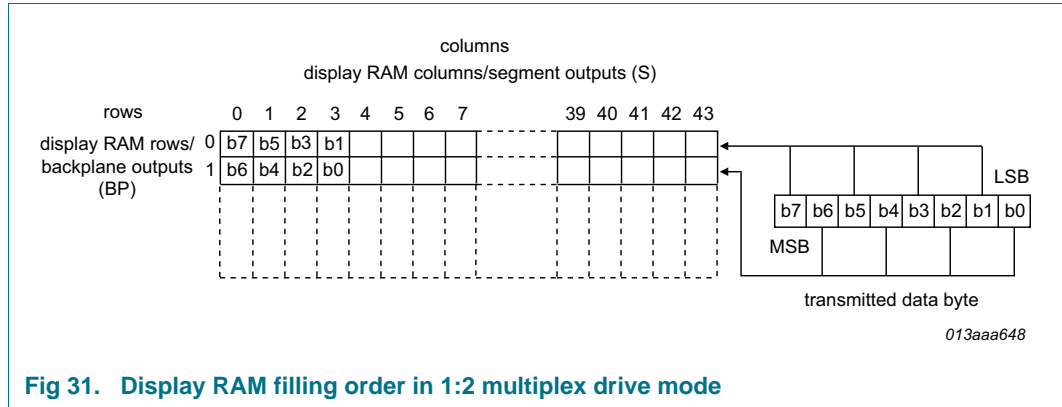 columns
display RAM columns/segment outputs (S)
rows 0 1 2 3 4 5 6 7 39 40 41 42 43
display RAM rows/ 0 b7 b5 b3 b1
backplane outputs 1 b6 b4 b2 b0
(BP)
LSB
b7 b6 b5 b4 b3 b2 b1 b0
MSB
transmitted data byte
013aaa648
Fig 31. Display RAM filling order in 1:2 multiplex drive mode